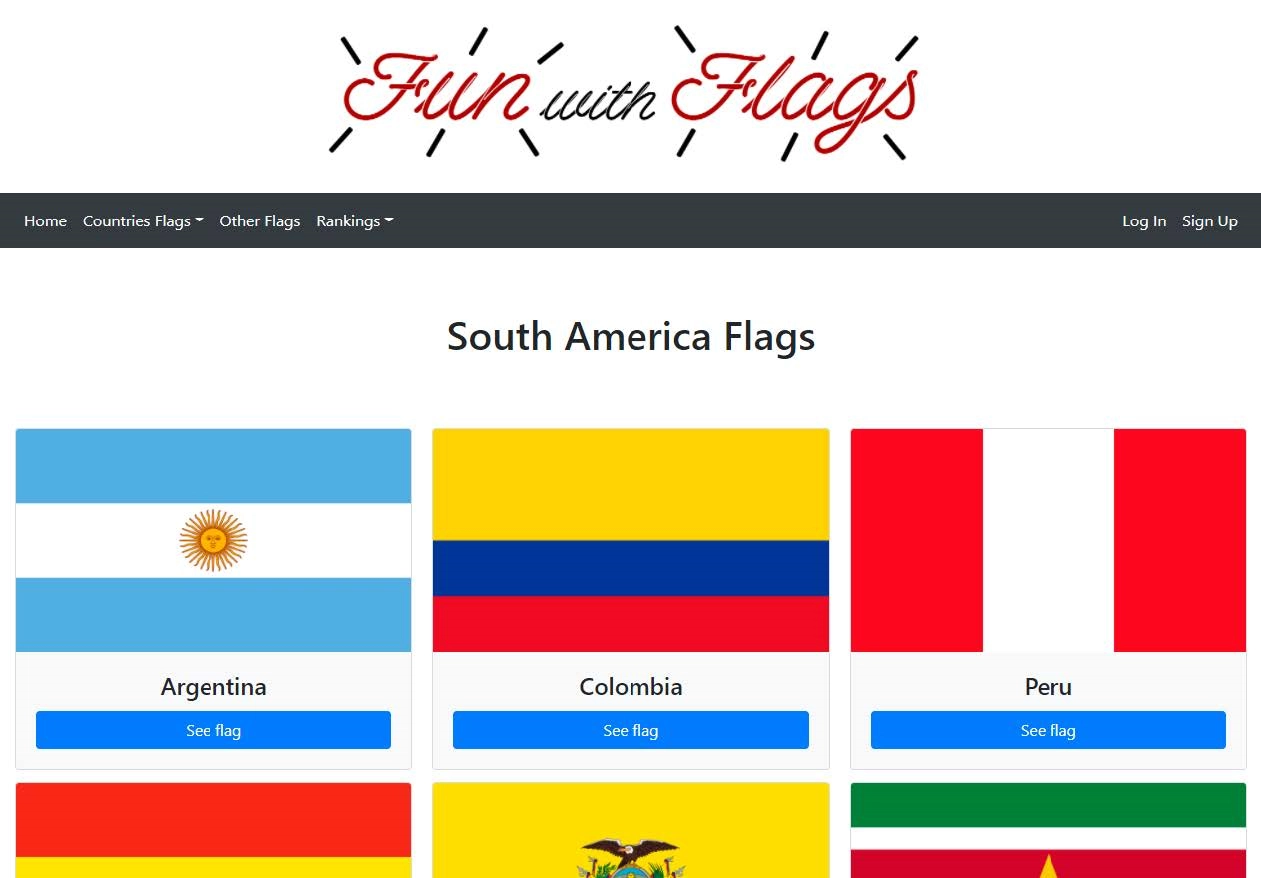 Fun with Flags
Home Countries Flags Other Flags Rankings Log In Sign Up
South America Flags
Argentina Colombia Peru
See flag See flag See flag